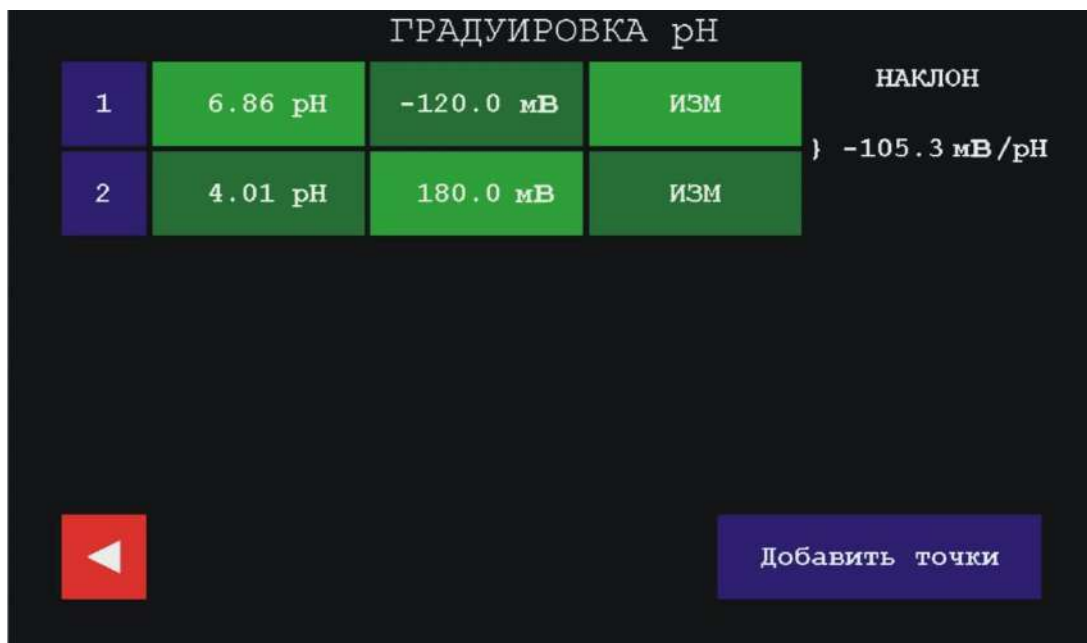 ГРАДУИРОВКА pH
НАКЛОН
1 6.86 pH -120.0 мВ ИЗМ
} -105.3 мВ/pH
2 4.01 pH 180.0 мВ ИЗМ
Добавить точки